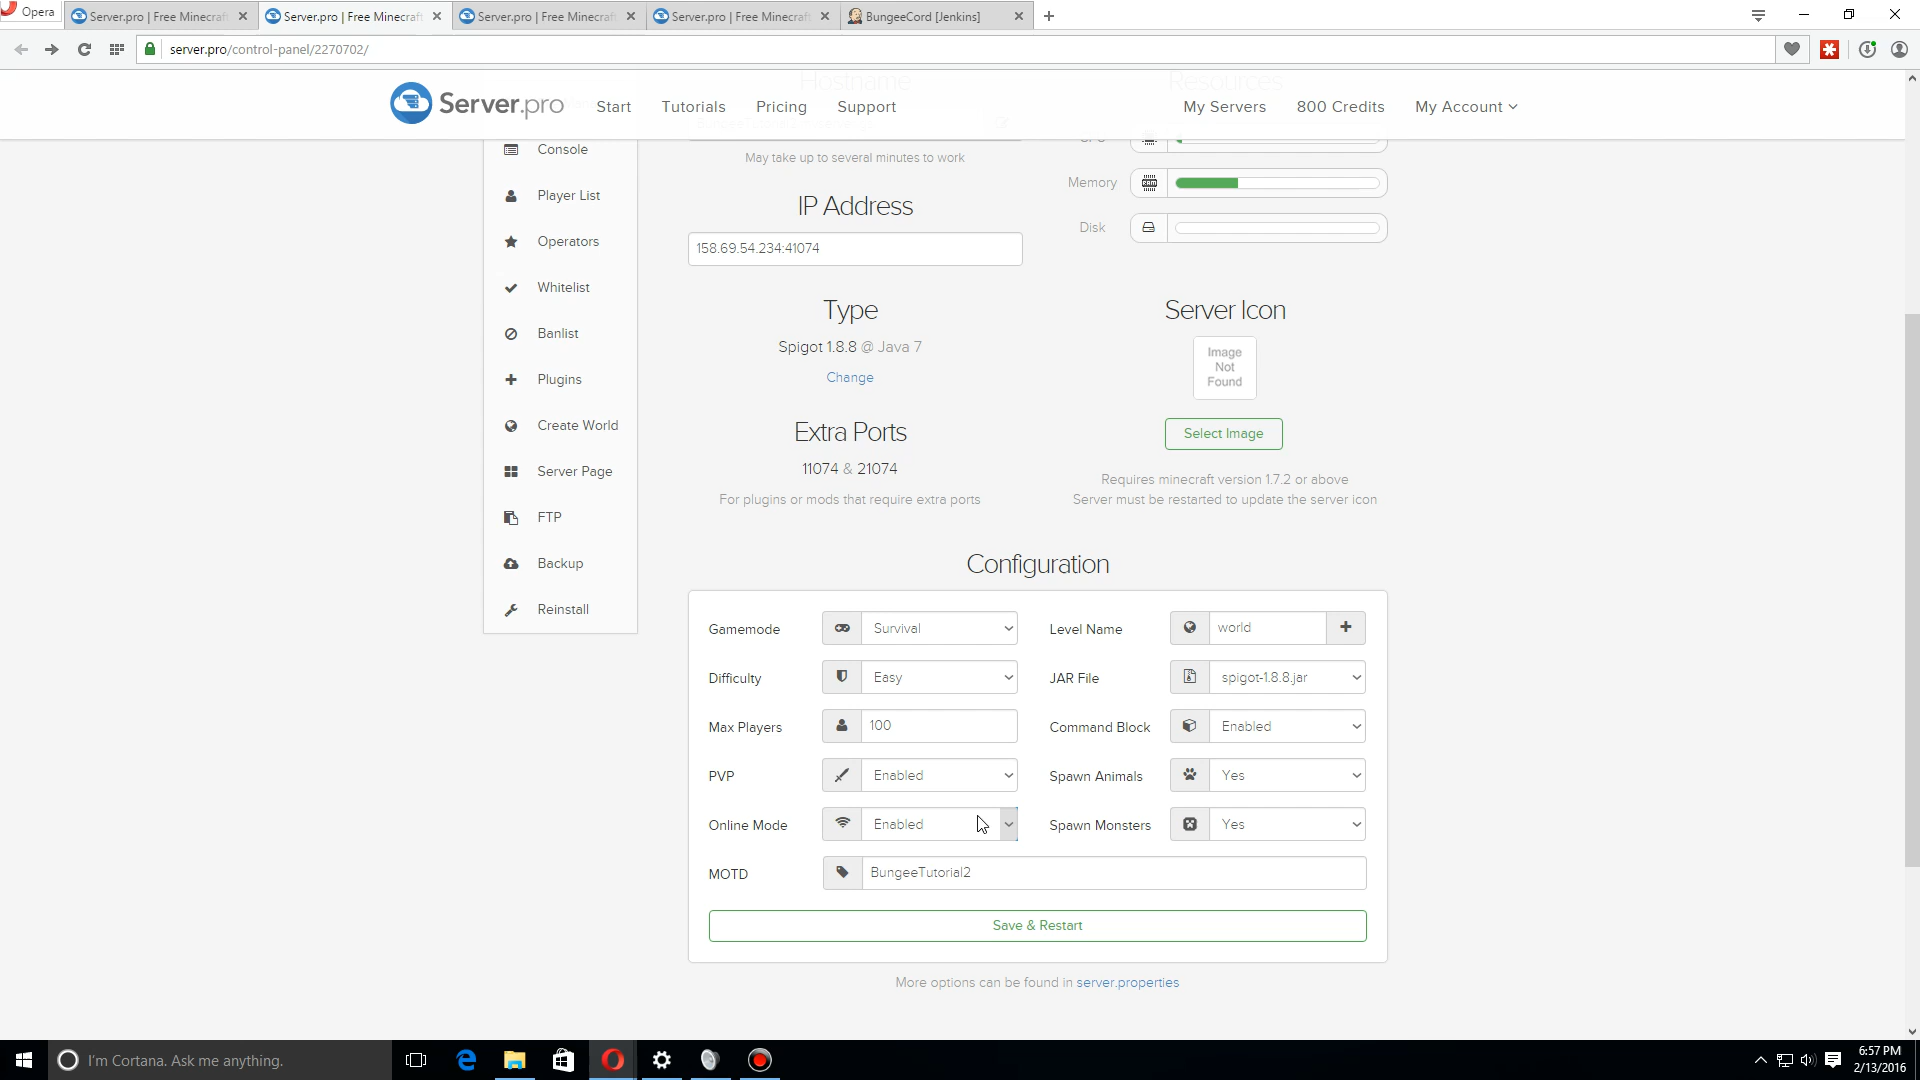 Opera
Server.pro | Free Minecraft
Server.pro | Free Minecraft
Server.pro | Free Minecraft
Server.pro | Free Minecraft
BungeeCord [Jenkins]
server.pro/control-panel/2270702/
Hostname
Resources
Server.pro
Start
Tutorials
Pricing
Support
My Servers
800 Credits
My Account
Console
Player List
Operators
Whitelist
Banlist
Plugins
Create World
Server Page
FTP
Backup
Reinstall
May take up to several minutes to work
IP Address
158.69.54.234:41074
Type
Spigot 1.8.8 @ Java 7
Change
Extra Ports
11074 & 21074
For plugins or mods that require extra ports
CPU
Memory
Disk
Server Icon
Image
Not
Found
Select Image
Requires minecraft version 1.7.2 or above
Server must be restarted to update the server icon
Configuration
Gamemode
Survival
Level Name
world
Difficulty
Easy
JAR File
spigot-1.8.8.jar
Max Players
100
Command Block
Enabled
PVP
Enabled
Spawn Animals
Yes
Online Mode
Enabled
Spawn Monsters
Yes
MOTD
BungeeTutorial2
Save & Restart
More options can be found in server.properties
I'm Cortana. Ask me anything.
6:57 PM
2/13/2016